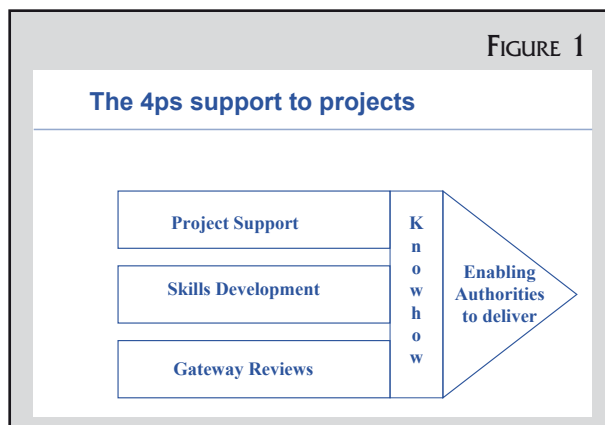 FIGURE 1
The 4ps support to projects
Project Support
Skills Development
Gateway Reviews
K
n
o
w
h
o
w
Enabling
Authorities
to deliver